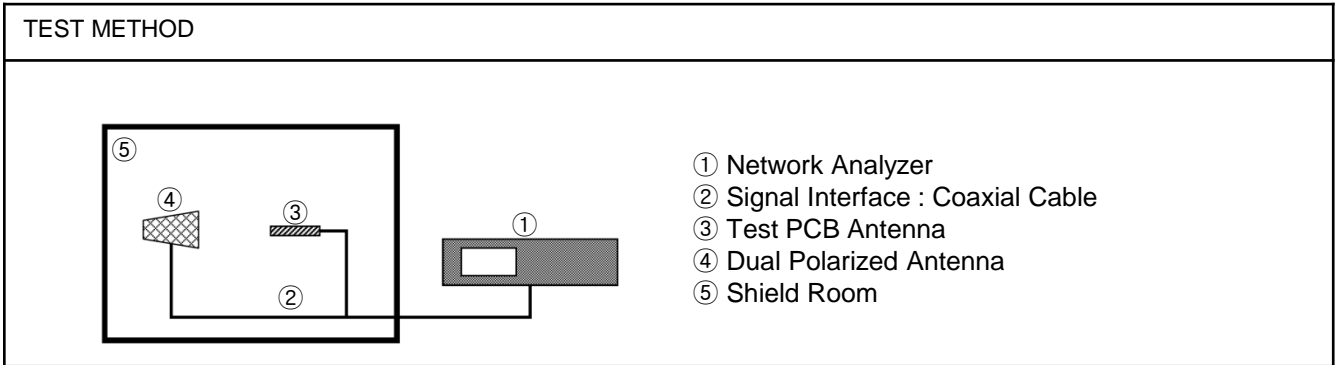 TEST METHOD
⑤
④
③
①
②
① Network Analyzer
② Signal Interface : Coaxial Cable
③ Test PCB Antenna
④ Dual Polarized Antenna
⑤ Shield Room